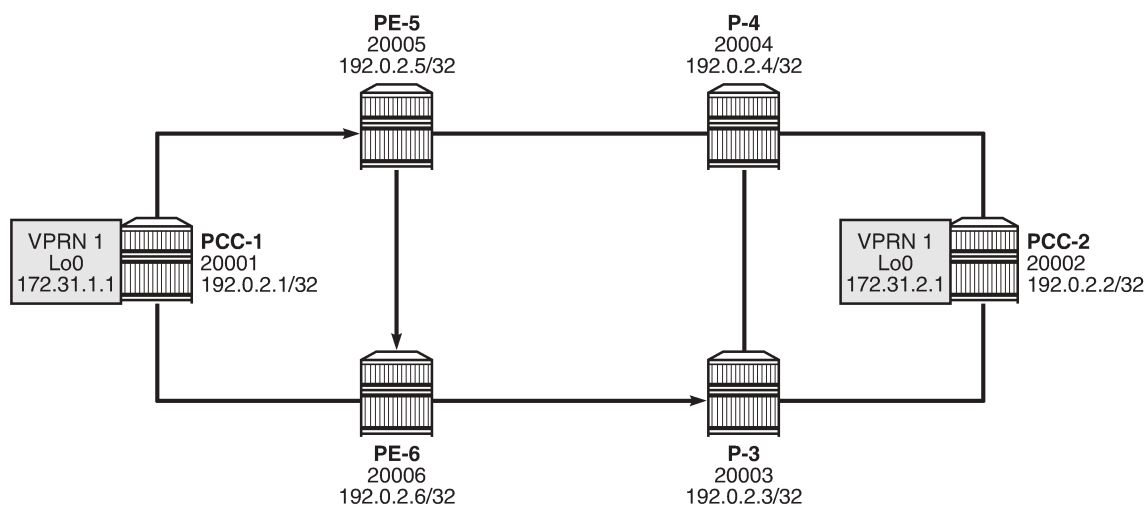 PE-5
20005
192.0.2.5/32
P-4
20004
192.0.2.4/32
VPRN 1
Lo0
172.31.1.1
PCC-1
20001
192.0.2.1/32
VPRN 1
Lo0
172.31.2.1
PCC-2
20002
192.0.2.2/32
PE-6
20006
192.0.2.6/32
P-3
20003
192.0.2.3/32